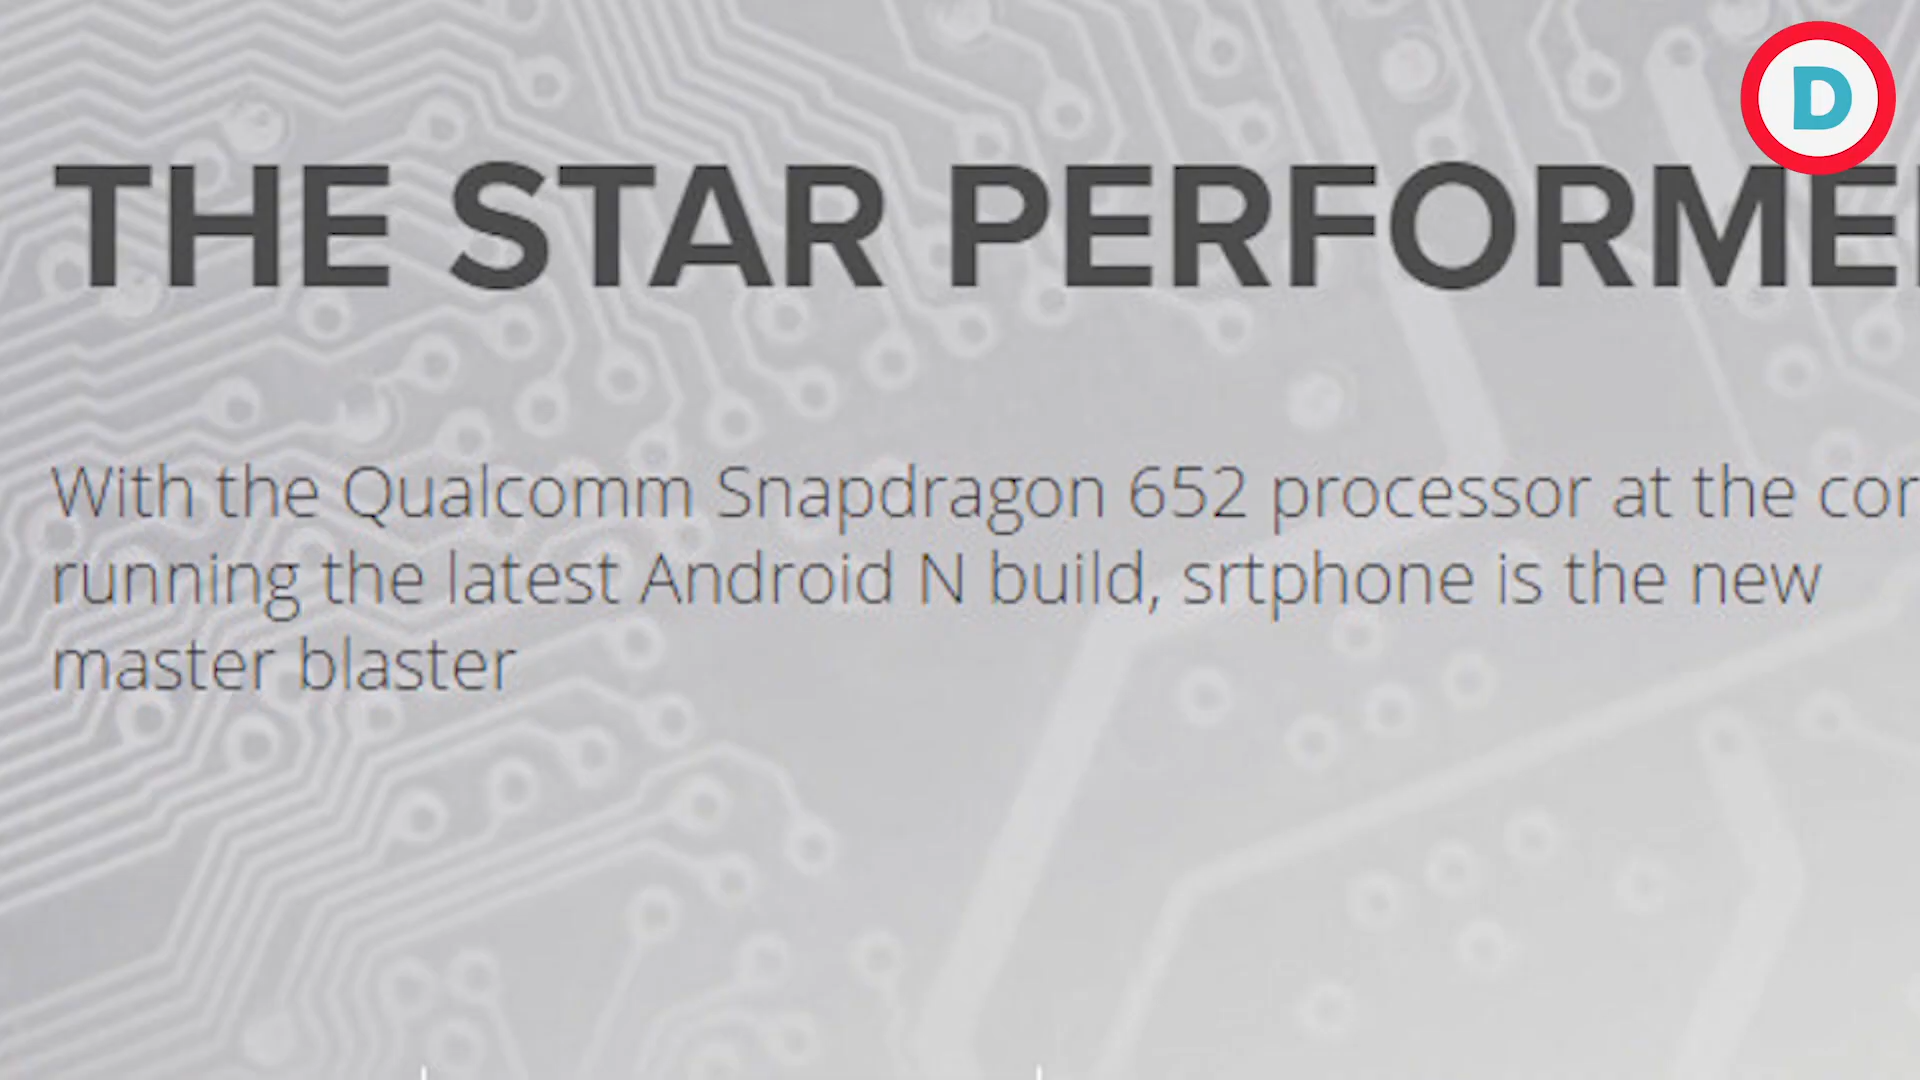 D
THE STAR PERFORME
With the Qualcomm Snapdragon 652 processor at the cor
running the latest Android N build, srtphone is the new
master blaster